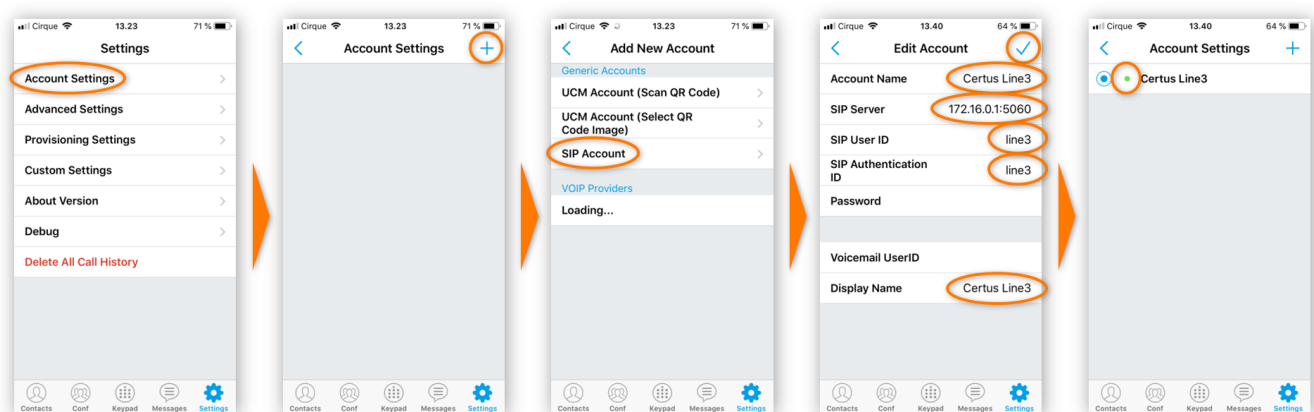 Cirque 13.23 71 %
Settings
Account Settings
Advanced Settings
Provisioning Settings
Custom Settings
About Version
Debug
Delete All Call History
Contacts Conf Keypad Messages Settings
Cirque 13.23 71 %
Account Settings
Contacts Conf Keypad Messages Settings
Cirque 13.23 71 %
Add New Account
Generic Accounts
UCM Account (Scan QR Code)
UCM Account (Select QR
Code Image)
SIP Account
VOIP Providers
Loading...
Contacts Conf Keypad Messages Settings
Cirque 13.40 64 %
Edit Account
Account Name Certus Line3
SIP Server 172.16.0.1:5060
SIP User ID line3
SIP Authentication
ID line3
Password
Voicemail UserID
Display Name Certus Line3
Contacts Conf Keypad Messages Settings
Cirque 13.40 64 %
Account Settings
Certus Line3
Contacts Conf Keypad Messages Settings